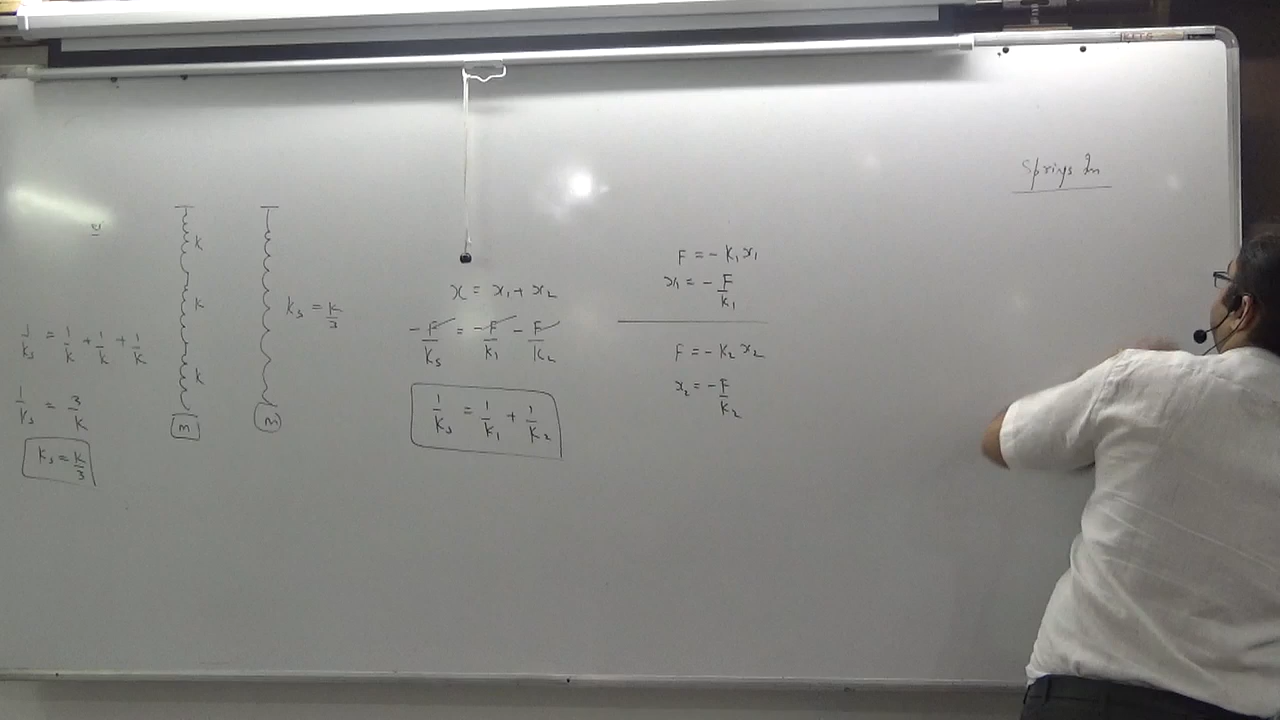 Springs In
F = - K₁x₁
x₁ = - F/K₁
F = - K₂x₂
x₂ = - F/K₂
x = x₁ + x₂
- F/Ks = - F/K₁ - F/K₂
1/Ks = 1/K₁ + 1/K₂
K
K
K
m
m
Ks = K/3
1/Ks = 1/K + 1/K + 1/K
1/Ks = 3/K
Ks = K/3